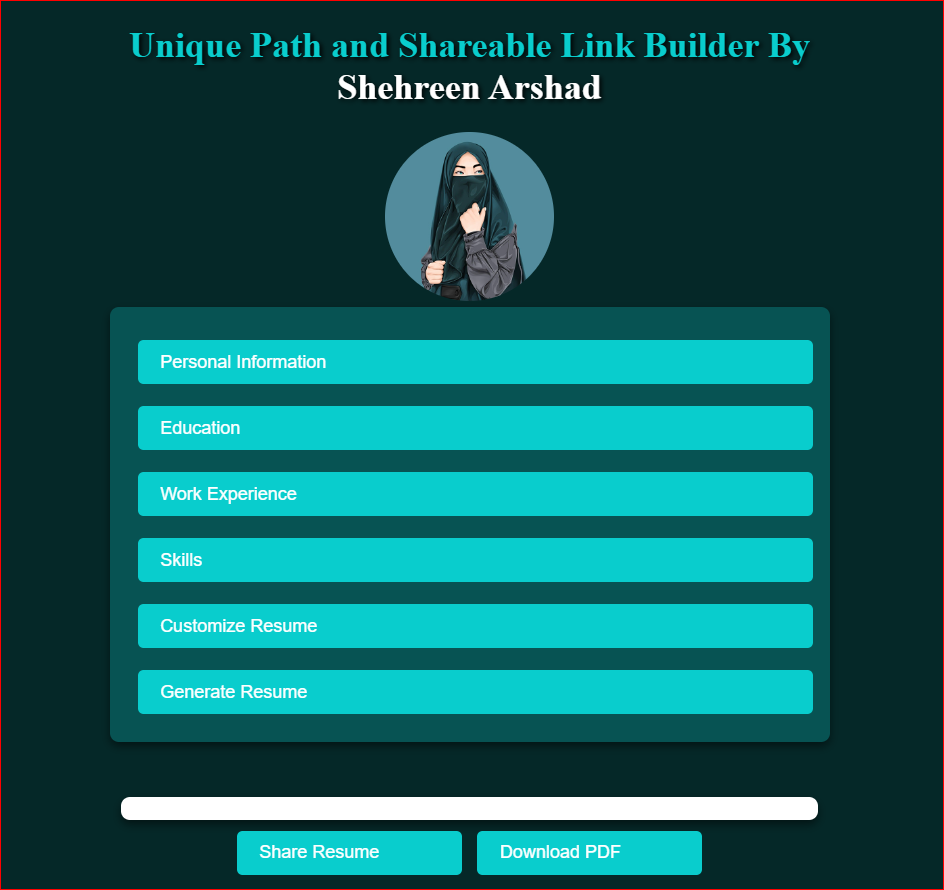 Unique Path and Shareable Link Builder By
Shehreen Arshad
Personal Information
Education
Work Experience
Skills
Customize Resume
Generate Resume
Share Resume
Download PDF